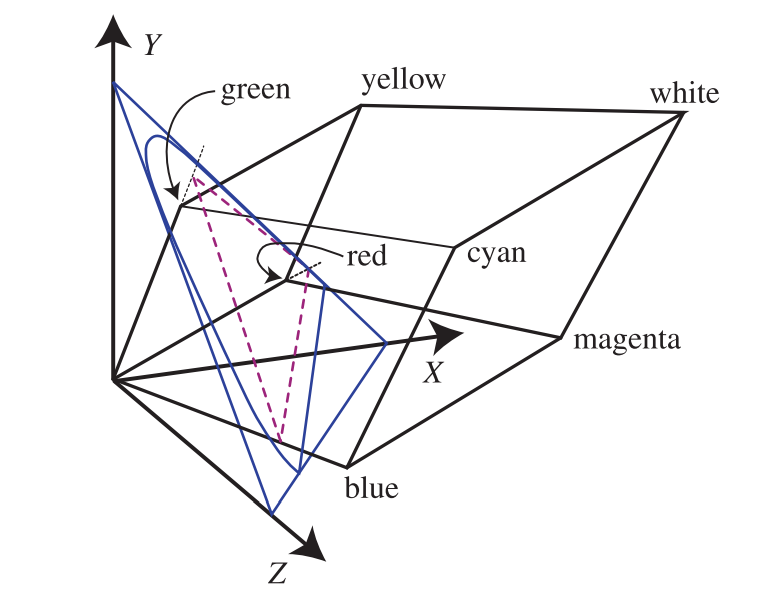 Y
green
yellow
white
red
cyan
magenta
X
blue
Z